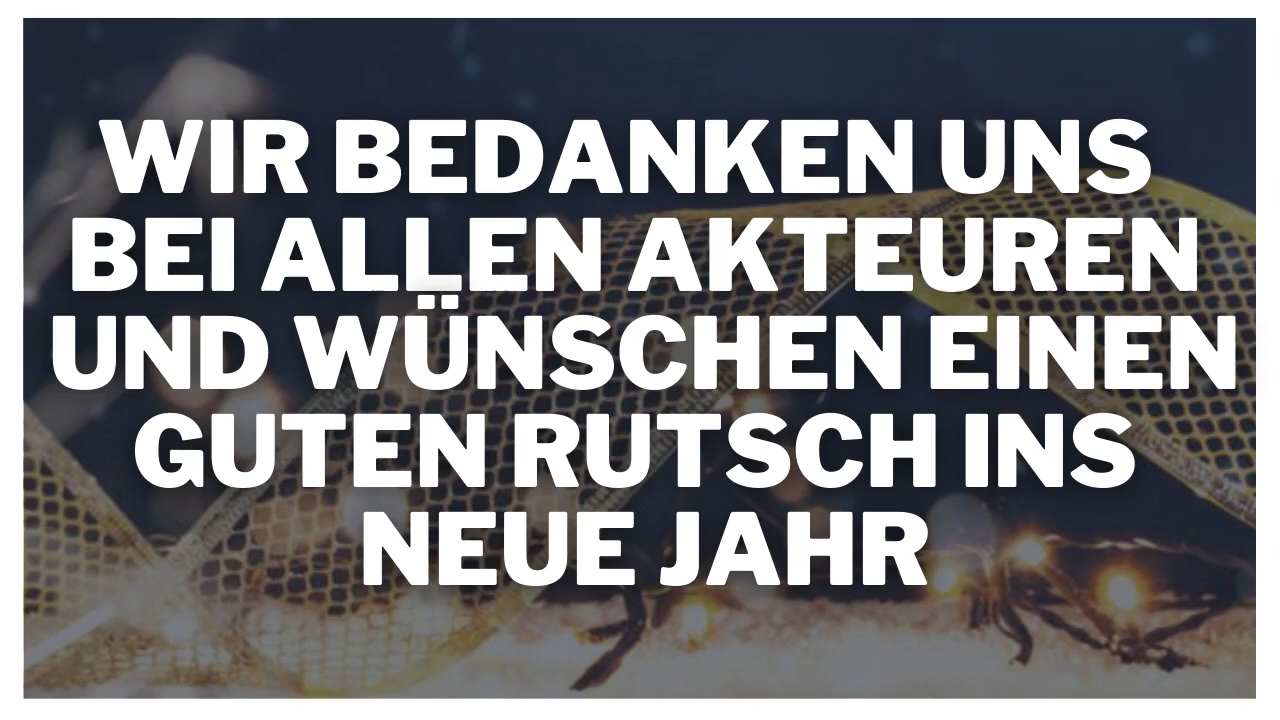 WIR BEDANKEN UNS
BEI ALLEN AKTEUREN
UND WÜNSCHEN EINEN
GUTEN RUTSCH INS
NEUE JAHR